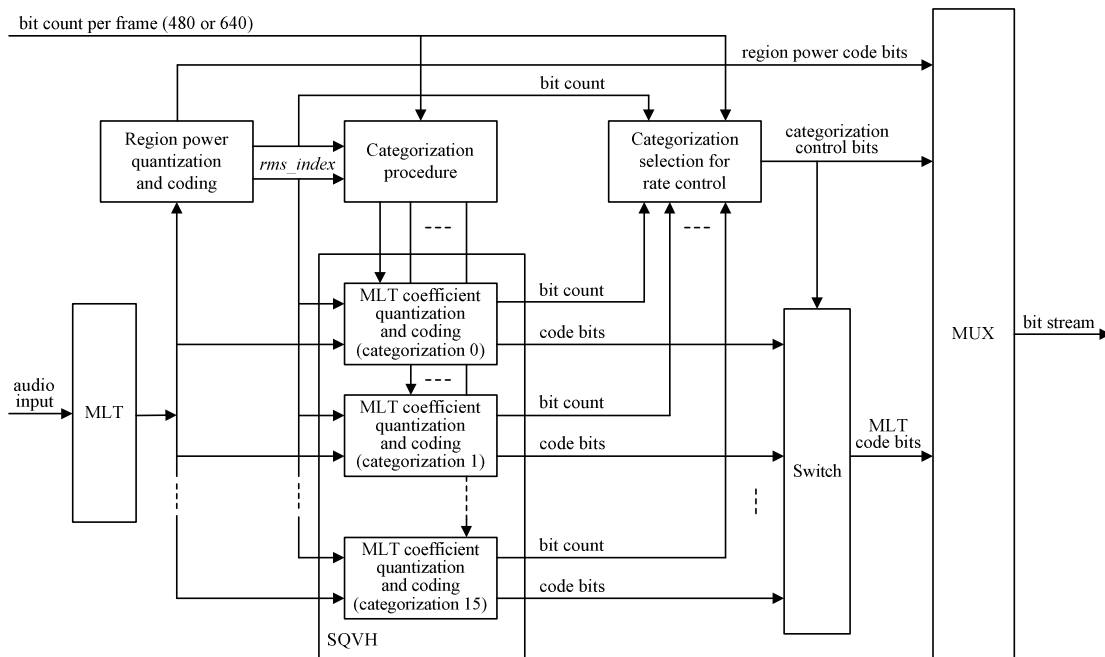 bit count per frame (480 or 640)
region power code bits
bit count
Region power
quantization
and coding
rms_index
Categorization
procedure
Categorization
selection for
rate control
categorization
control bits
MLT coefficient
quantization
and coding
(categorization 0)
bit count
code bits
MLT coefficient
quantization
and coding
(categorization 1)
bit count
code bits
MLT coefficient
quantization
and coding
(categorization 15)
bit count
code bits
SQVH
audio
input
MLT
Switch
MLT
code bits
MUX
bit stream